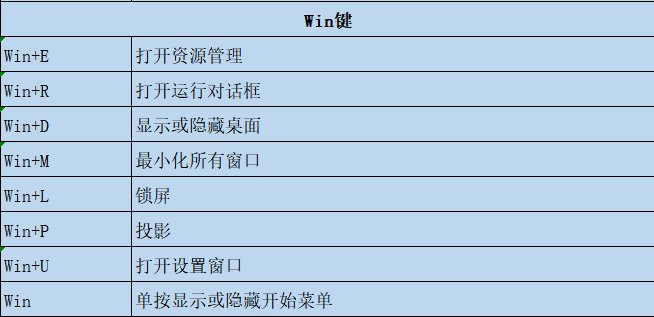 Win键
Win+E 打开资源管理
Win+R 打开运行对话框
Win+D 显示或隐藏桌面
Win+M 最小化所有窗口
Win+L 锁屏
Win+P 投影
Win+U 打开设置窗口
Win 单按显示或隐藏开始菜单